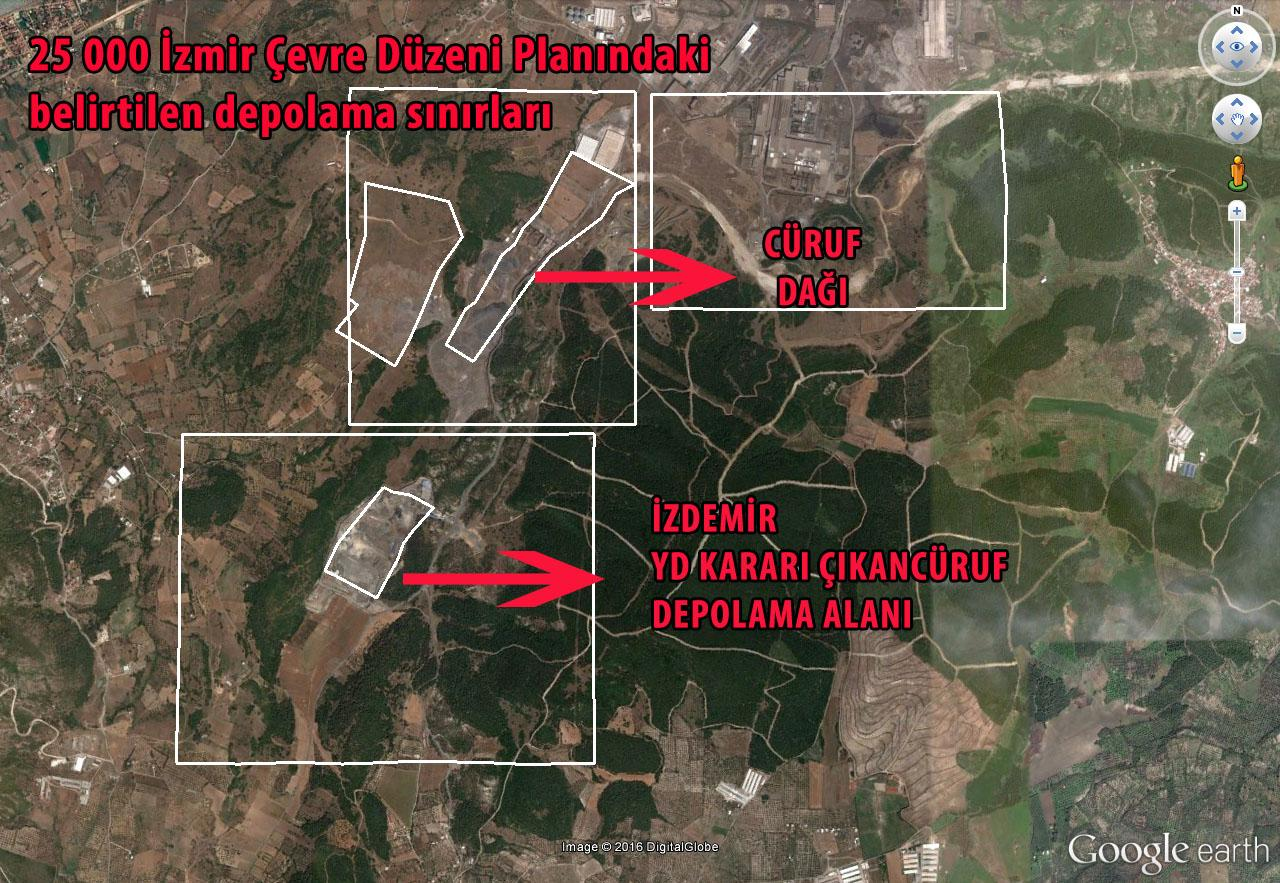 25 000 İzmir Çevre Düzeni Planındaki
belirtilen depolama sınırları
N
CÜRUF
DAĞI
İZDEMİR
YD KARARI ÇIKANCÜRUF
DEPOLAMA ALANI
Image © 2016 DigitalGlobe
Google earth